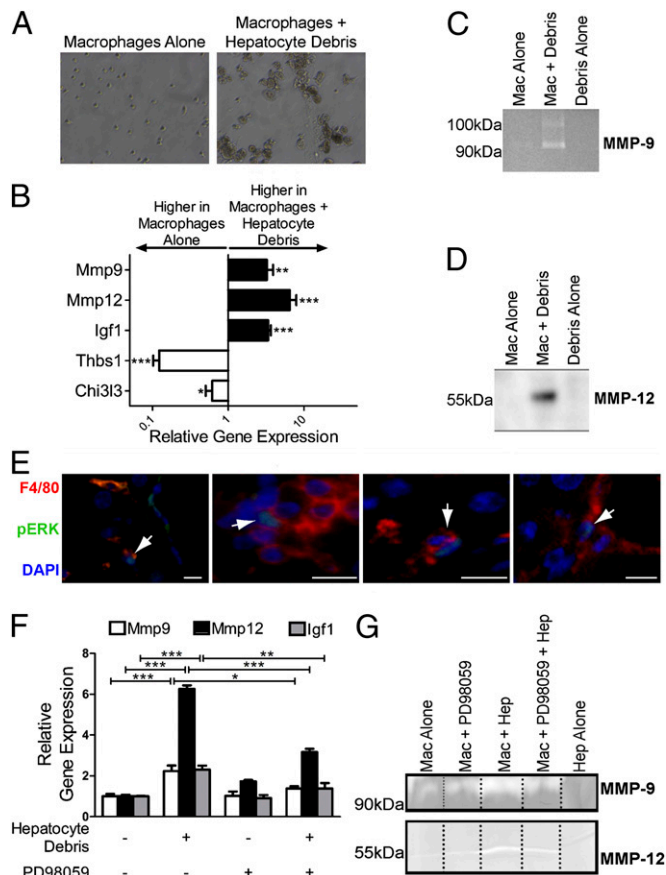 A
Macrophages Alone
Macrophages +
Hepatocyte Debris
B
Higher in
Macrophages
Alone
Higher in
Macrophages +
Hepatocyte
Debris
Mmp9
**
Mmp12
***
Igf1
***
Thbs1
***
Chi3l3
*
0.1
1
10
Relative Gene Expression
C
Mac Alone
Mac + Debris
Debris Alone
100kDa
90kDa
MMP-9
D
Mac Alone
Mac + Debris
Debris Alone
55kDa
MMP-12
E
F4/80
pERK
DAPI
F
Mmp9
Mmp12
Igf1
*** **
*** ***
*** *
Relative
Gene Expression
8
6
4
2
0
Hepatocyte
Debris
- + - +
PD98059
- - + +
G
Mac Alone
Mac + PD98059
Mac + Hep
Mac + PD98059 + Hep
Hep Alone
90kDa
MMP-9
55kDa
MMP-12